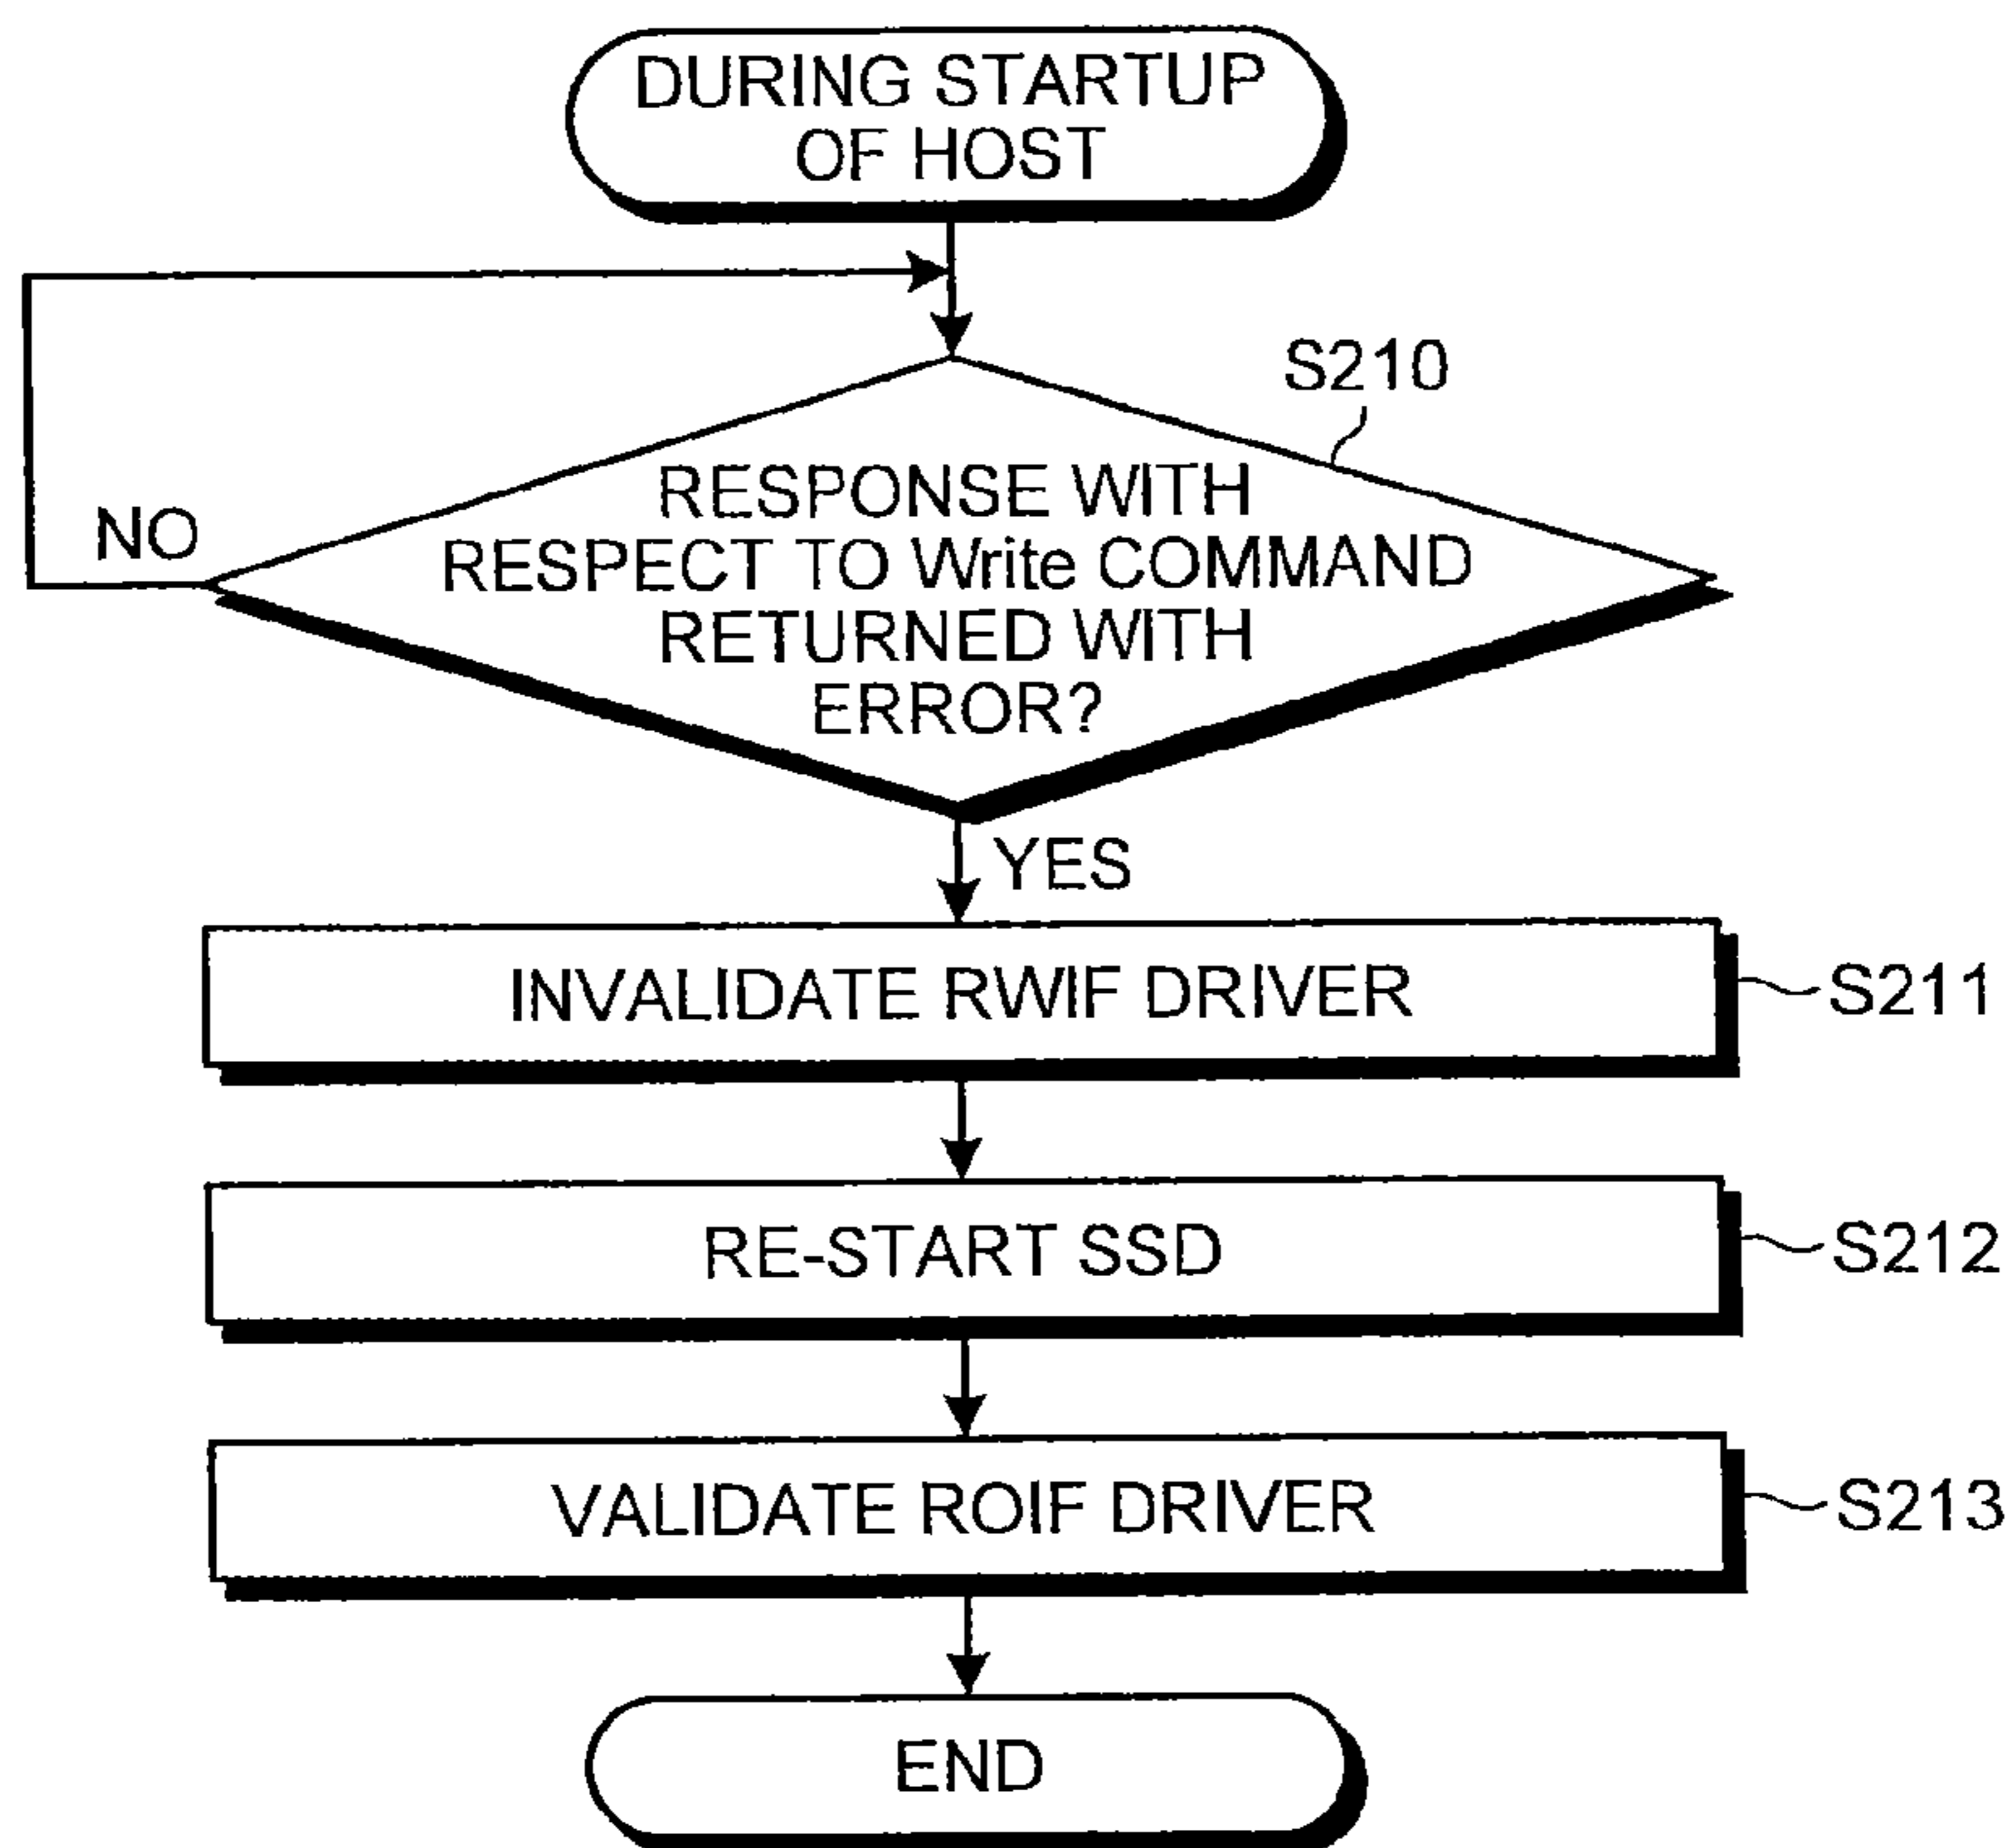 DURING STARTUP
OF HOST
S210
RESPONSE WITH
NO
RESPECT TO Write COMMAND
RETURNED WITH
ERROR?
YES
INVALIDATE RWIF DRIVER
S211
RE-START SSD
S212
VALIDATE ROIF DRIVER
S213
END